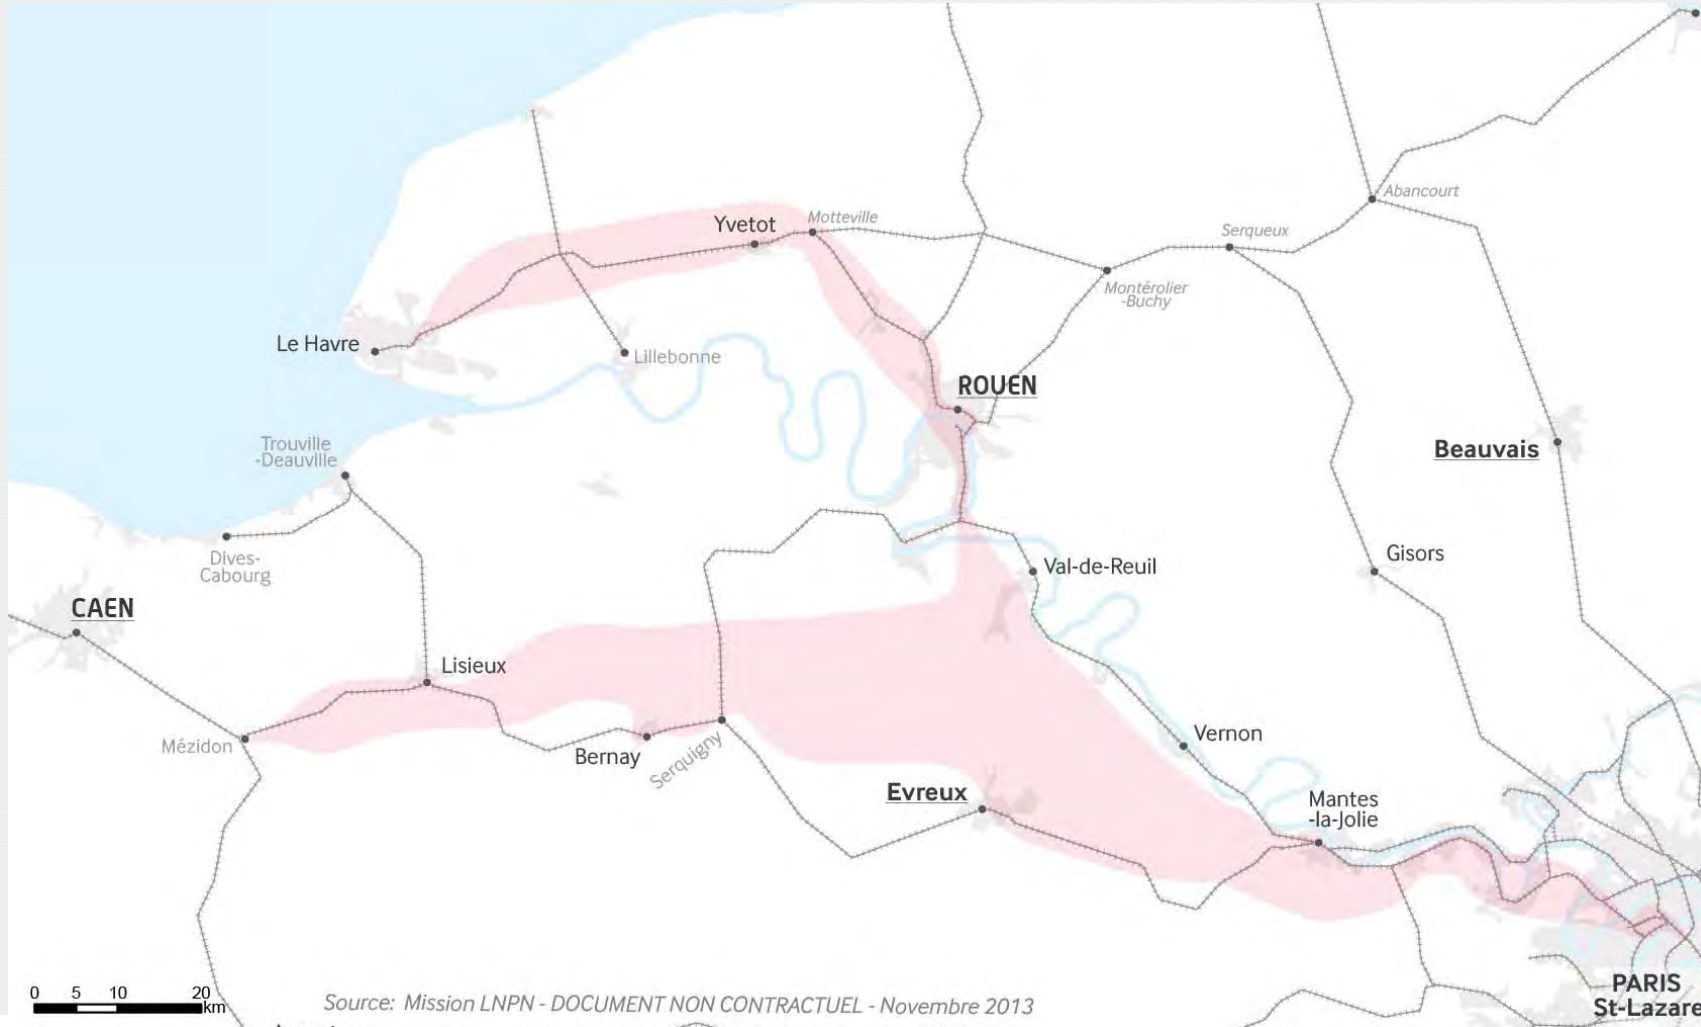 Abancourt
Yvetot
Motteville
Serqueux
Montérolier
-Buchy
Le Havre
Lillebonne
ROUEN
Trouville
-Deauville
Beauvais
Dives-
Cabourg
Gisors
Val-de-Reuil
CAEN
Lisieux
Mézidon
Bernay
Serquigny
Vernon
Evreux
Mantes
-la-Jolie
PARIS
St-Lazare
0 5 10 20
km
Source: Mission LNPN - DOCUMENT NON CONTRACTUEL - Novembre 2013